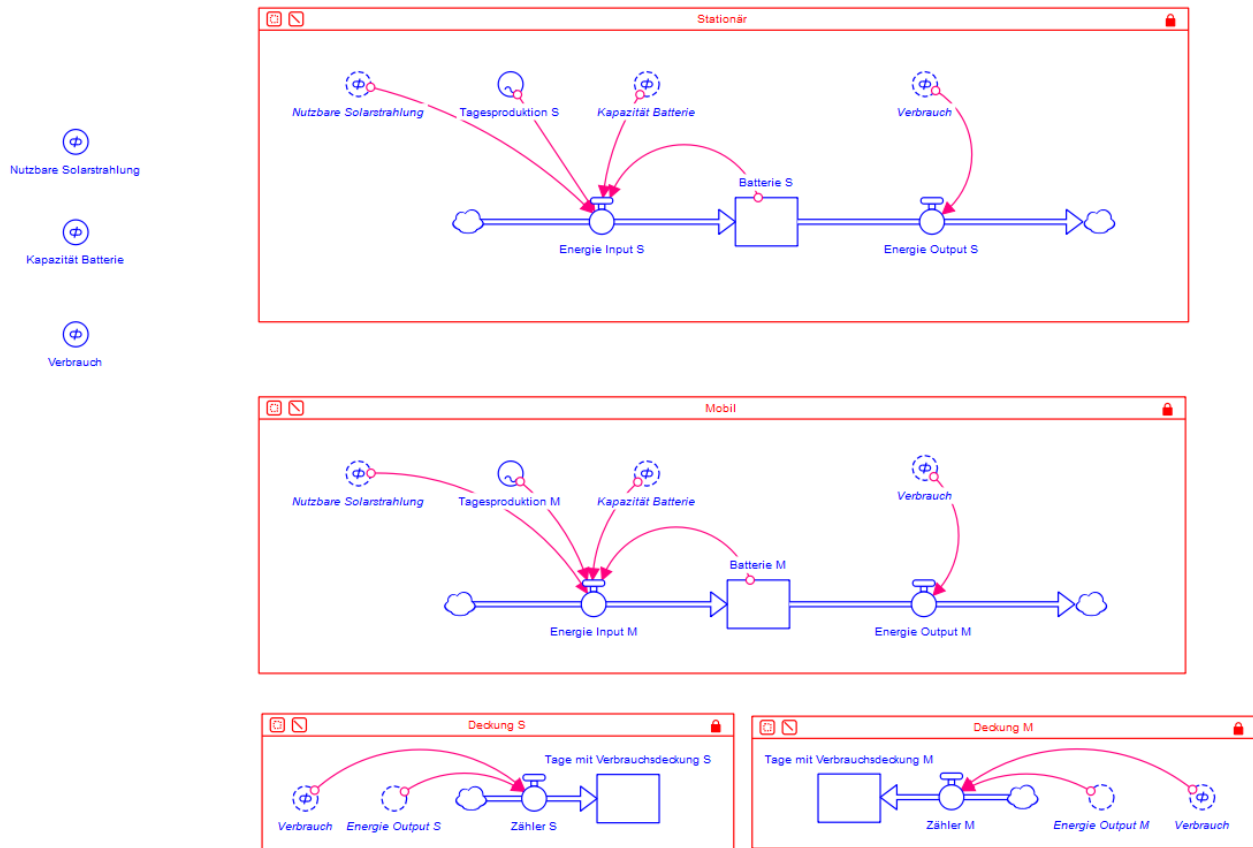 Nutzbare Solarstrahlung
Kapazität Batterie
Verbrauch
Stationär
Nutzbare Solarstrahlung
Tagesproduktion S
Kapazität Batterie
Verbrauch
Batterie S
Energie Input S
Energie Output S
Mobil
Nutzbare Solarstrahlung
Tagesproduktion M
Kapazität Batterie
Verbrauch
Batterie M
Energie Input M
Energie Output M
Deckung S
Tage mit Verbrauchsdeckung S
Verbrauch
Energie Output S
Zähler S
Deckung M
Tage mit Verbrauchsdeckung M
Zähler M
Energie Output M
Verbrauch